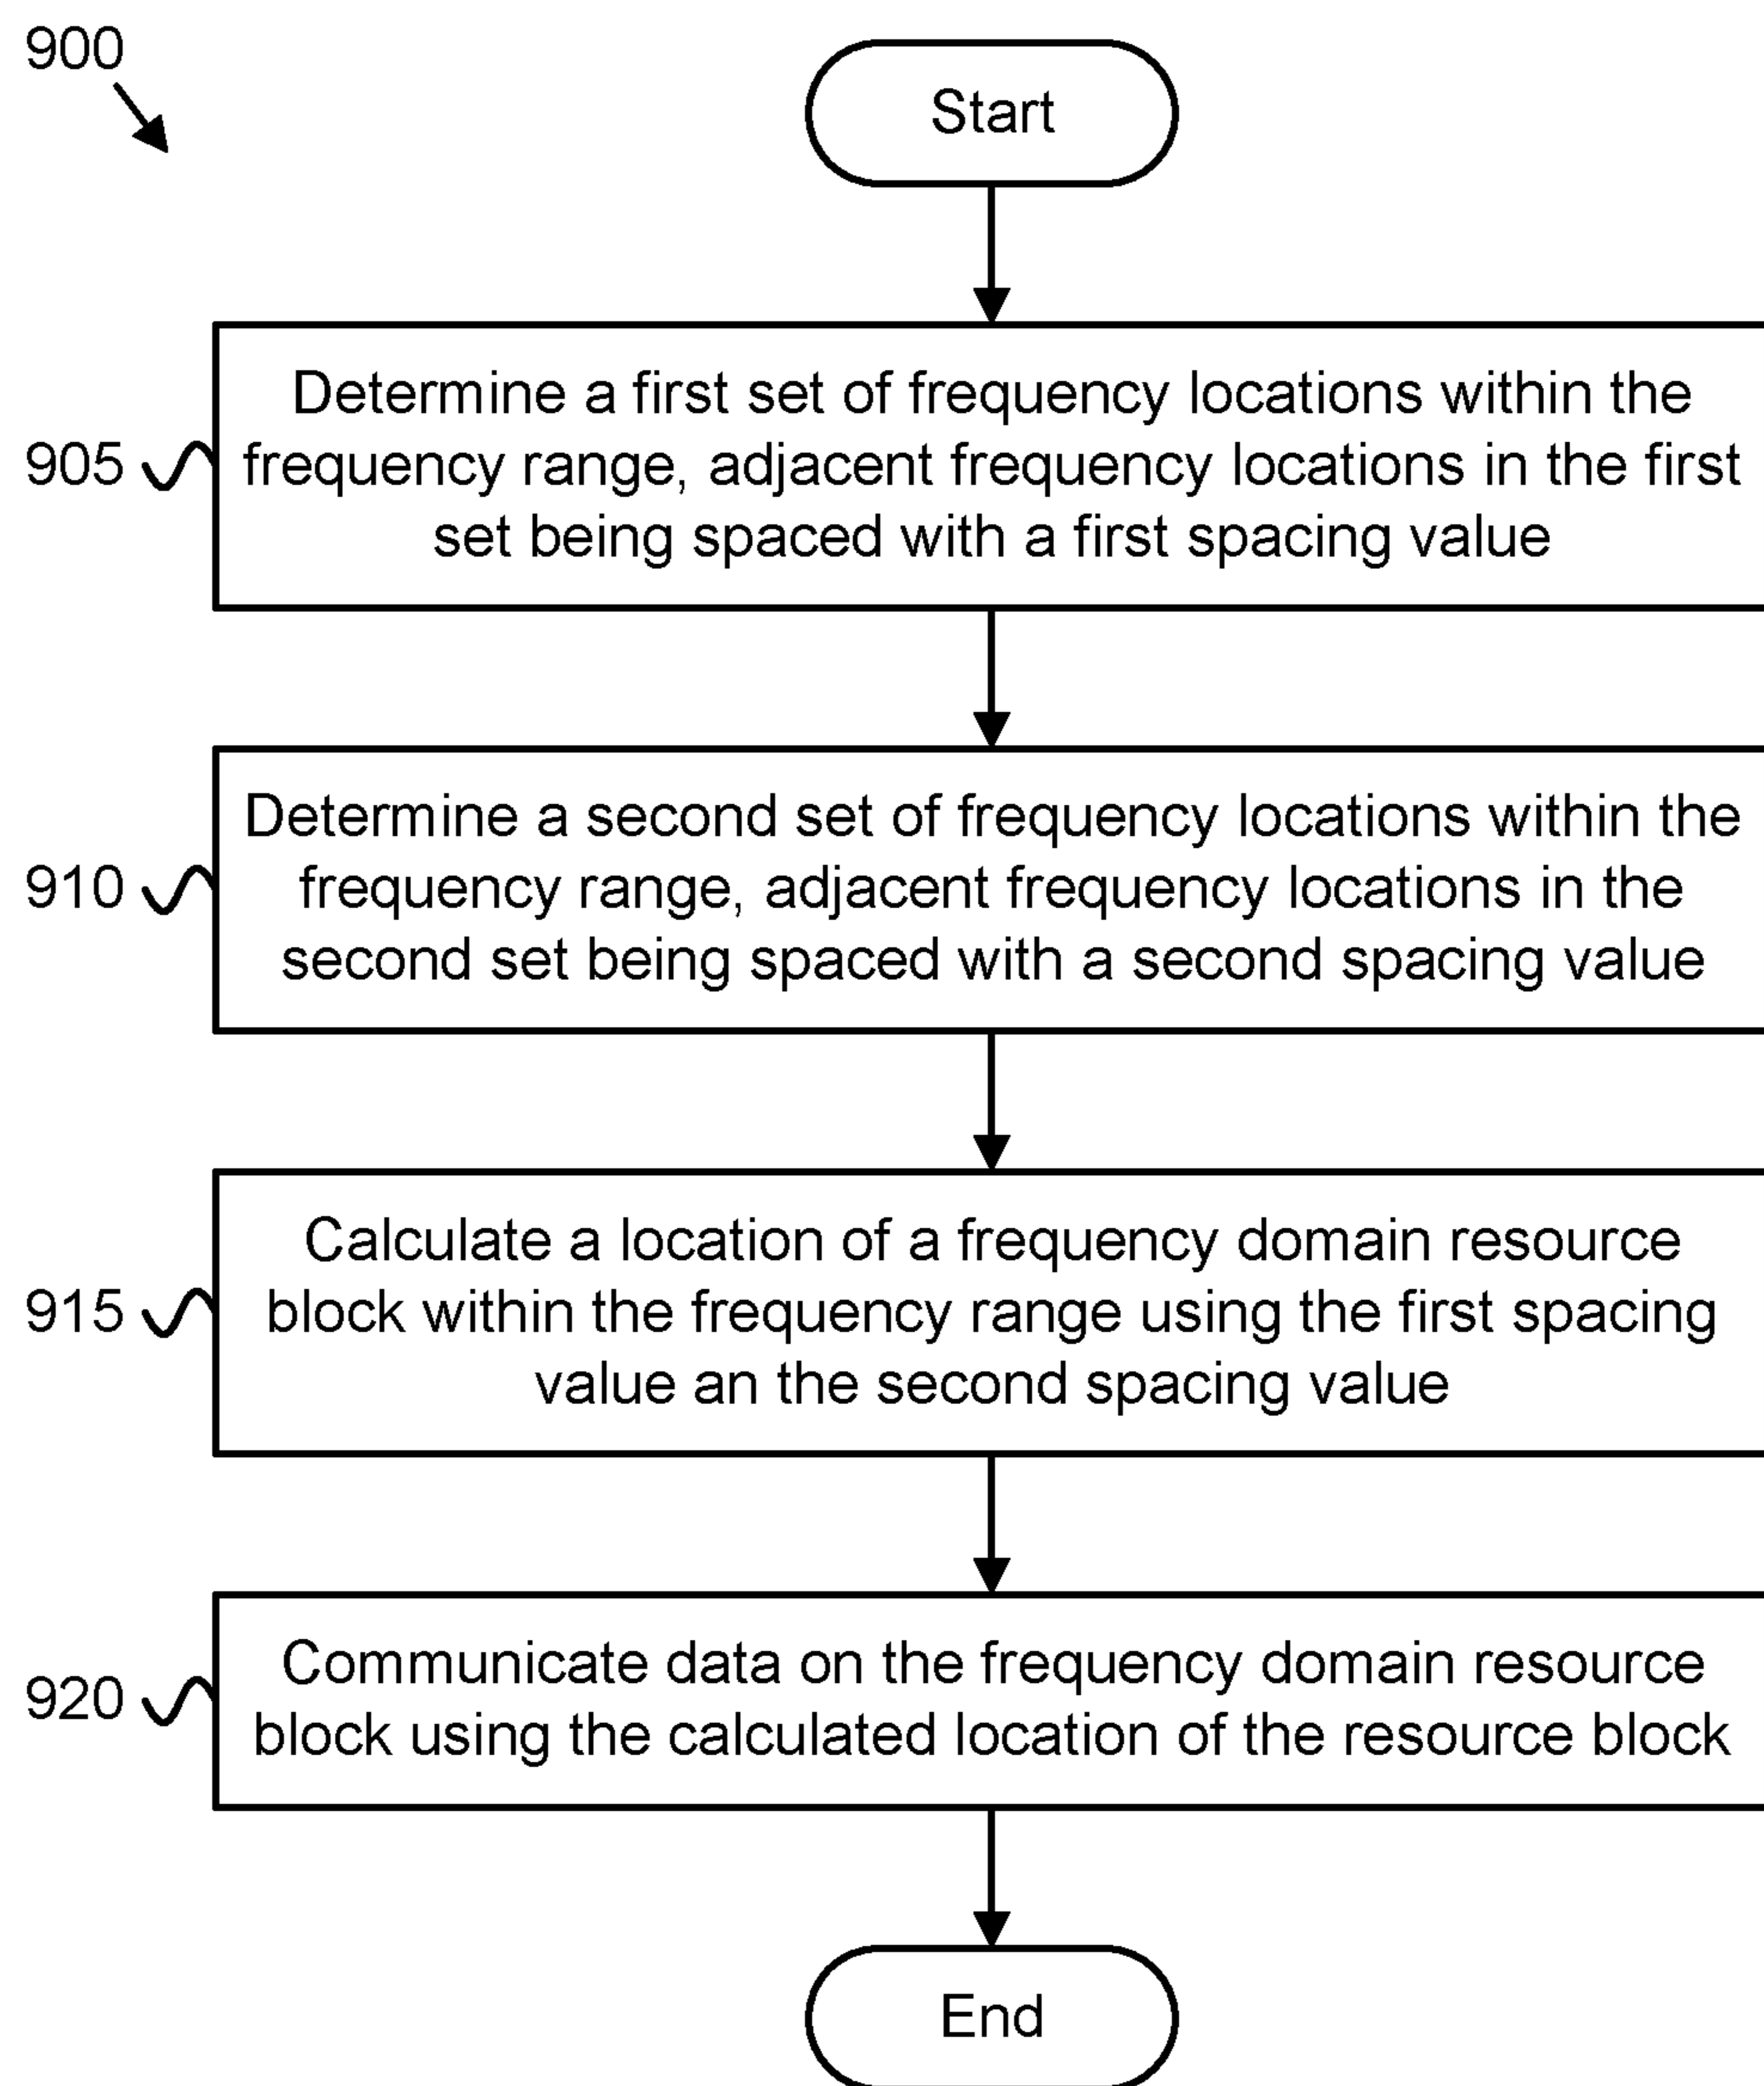 900
Start
905
Determine a first set of frequency locations within the
frequency range, adjacent frequency locations in the first
set being spaced with a first spacing value
910
Determine a second set of frequency locations within the
frequency range, adjacent frequency locations in the
second set being spaced with a second spacing value
915
Calculate a location of a frequency domain resource
block within the frequency range using the first spacing
value an the second spacing value
920
Communicate data on the frequency domain resource
block using the calculated location of the resource block
End